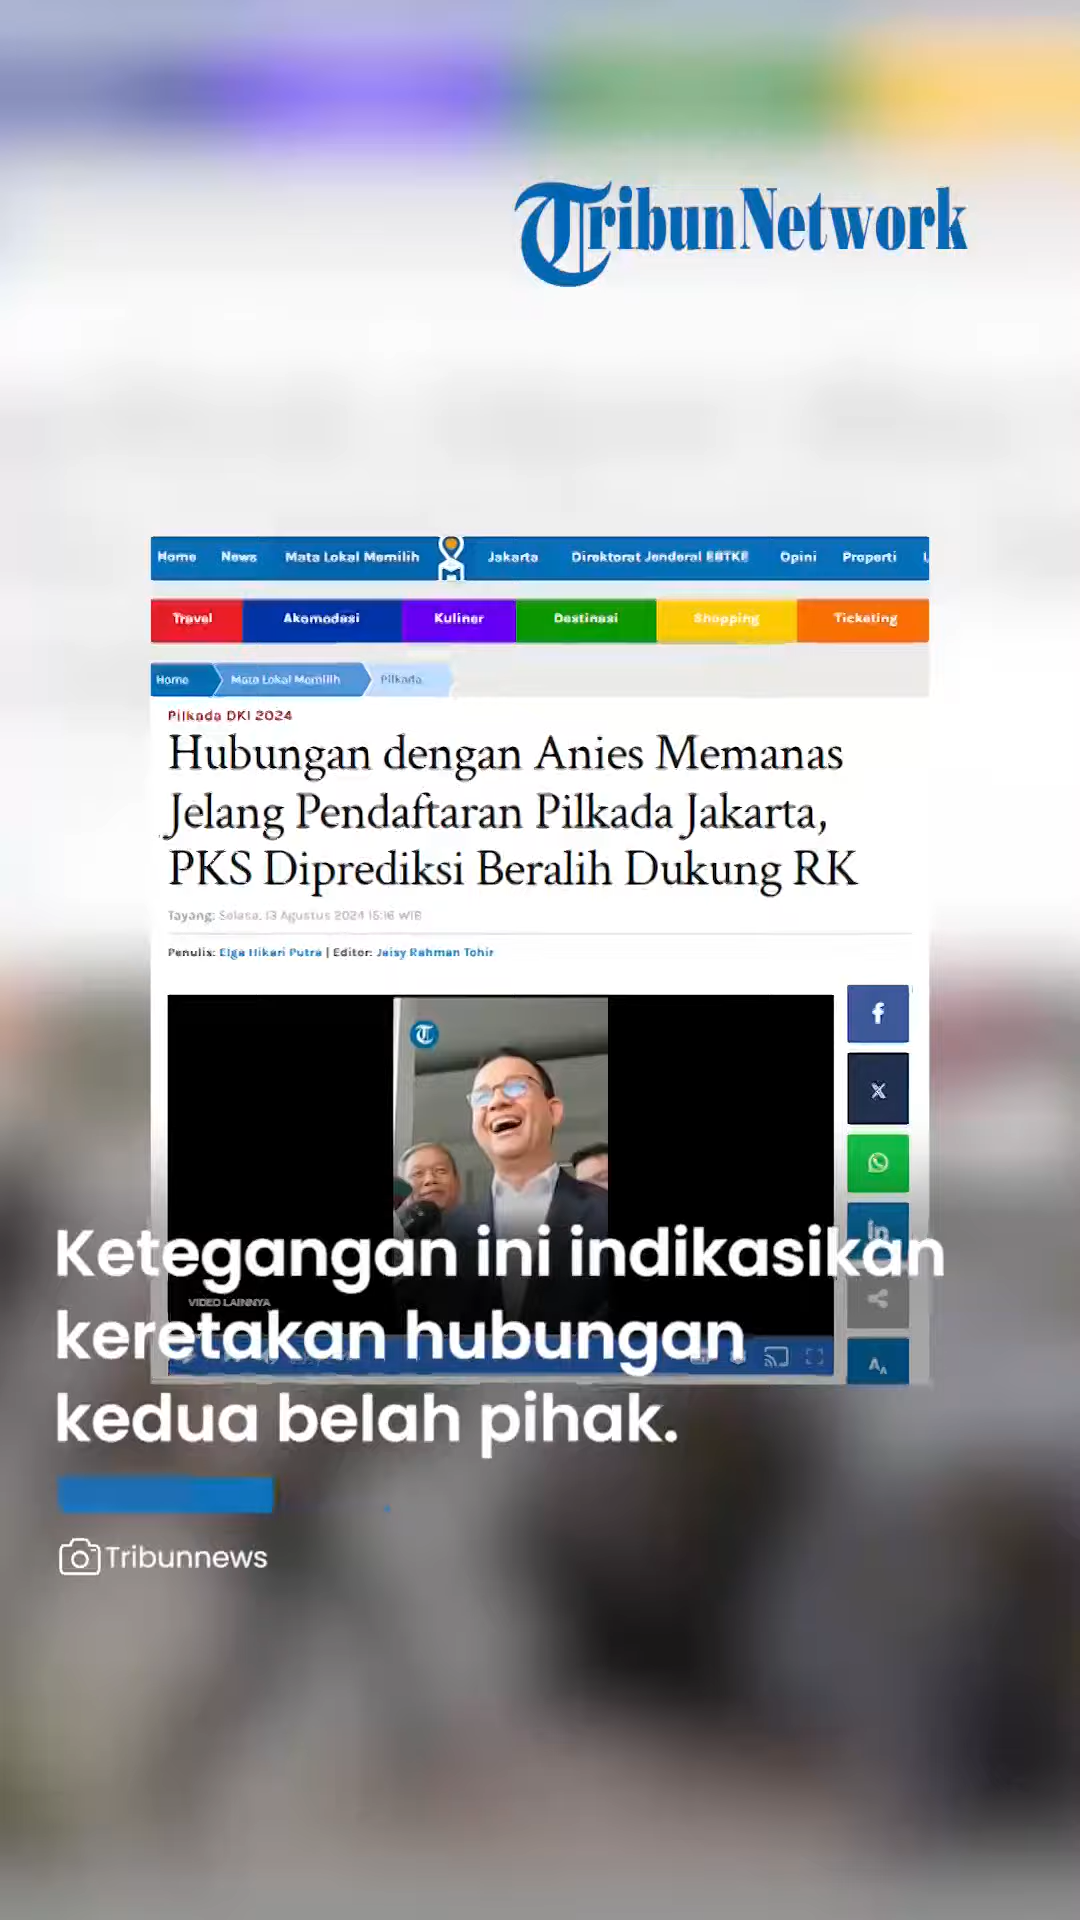 TribunNetwork
Home News Mata Lokal Memilih Jakarta Direktorat Jenderal EBTKE Opini Properti
Travel Akomodasi Kuliner Destinasi Shopping Ticketing
Home Mata Lokal Memilih Pilkada
Pilkada DKI 2024
Hubungan dengan Anies Memanas
Jelang Pendaftaran Pilkada Jakarta,
PKS Diprediksi Beralih Dukung RK
Tayang: Selasa, 13 Agustus 2024 15:16 WIB
Penulis: Elga Hikari Putra | Editor: Jaisy Rahman Tohir
VIDEO LAINNYA
Ketegangan ini indikasikan
keretakan hubungan
kedua belah pihak.
Tribunnews